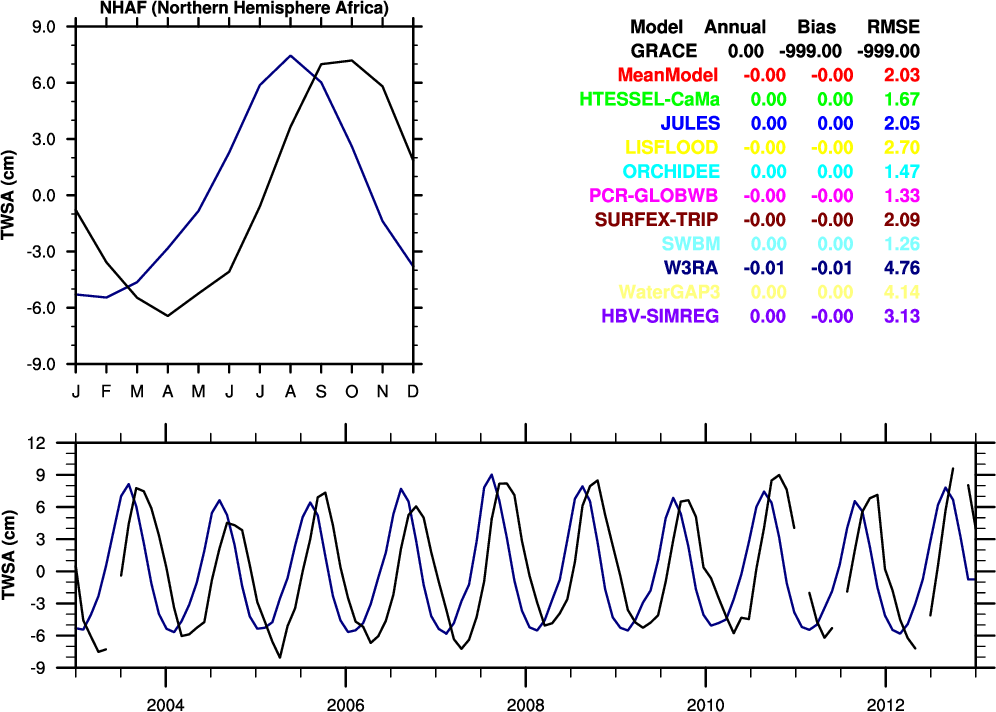 NHAF (Northern Hemisphere Africa)
9.0
6.0
3.0
0.0
-3.0
-6.0
-9.0
TWSA (cm)
J F M A M J J A S O N D
Model Annual Bias RMSE
GRACE 0.00 -999.00 -999.00
MeanModel -0.00 -0.00 2.03
HTESSEL-CaMa 0.00 0.00 1.67
JULES 0.00 0.00 2.05
LISFLOOD -0.00 -0.00 2.70
ORCHIDEE 0.00 0.00 1.47
PCR-GLOBWB -0.00 -0.00 1.33
SURFEX-TRIP -0.00 -0.00 2.09
SWBM 0.00 0.00 1.26
W3RA -0.01 -0.01 4.76
WaterGAP3 0.00 0.00 4.14
HBV-SIMREG 0.00 -0.00 3.13
12
9
6
3
0
-3
-6
-9
TWSA (cm)
2004 2006 2008 2010 2012